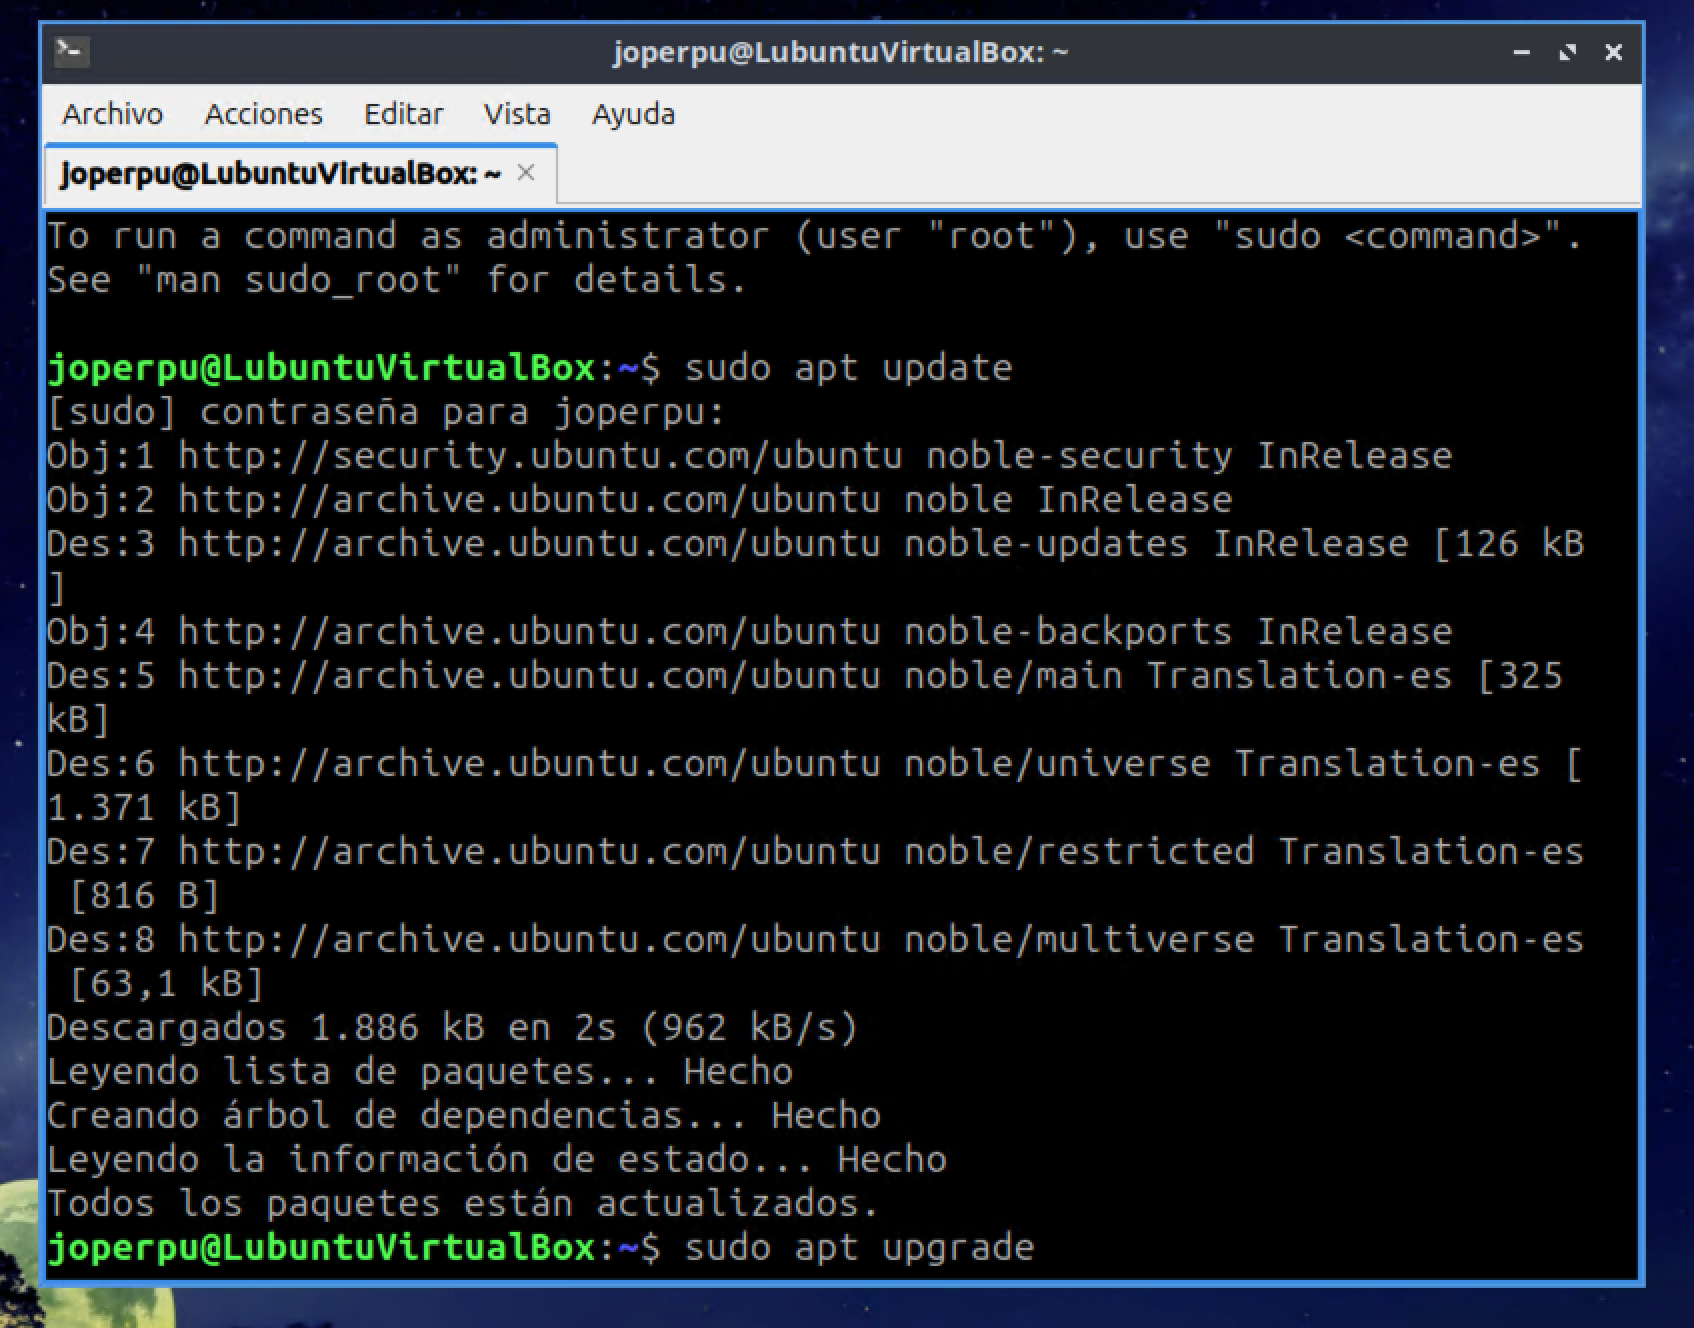 joperpu@LubuntuVirtualBox: ~
Archivo Acciones Editar Vista Ayuda
joperpu@LubuntuVirtualBox: ~
To run a command as administrator (user "root"), use "sudo <command>".
See "man sudo_root" for details.
joperpu@LubuntuVirtualBox:~$ sudo apt update
[sudo] contraseña para joperpu:
Obj:1 http://security.ubuntu.com/ubuntu noble-security InRelease
Obj:2 http://archive.ubuntu.com/ubuntu noble InRelease
Des:3 http://archive.ubuntu.com/ubuntu noble-updates InRelease [126 kB
]
Obj:4 http://archive.ubuntu.com/ubuntu noble-backports InRelease
Des:5 http://archive.ubuntu.com/ubuntu noble/main Translation-es [325
kB]
Des:6 http://archive.ubuntu.com/ubuntu noble/universe Translation-es [
1.371 kB]
Des:7 http://archive.ubuntu.com/ubuntu noble/restricted Translation-es
[816 B]
Des:8 http://archive.ubuntu.com/ubuntu noble/multiverse Translation-es
[63,1 kB]
Descargados 1.886 kB en 2s (962 kB/s)
Leyendo lista de paquetes... Hecho
Creando árbol de dependencias... Hecho
Leyendo la información de estado... Hecho
Todos los paquetes están actualizados.
joperpu@LubuntuVirtualBox:~$ sudo apt upgrade